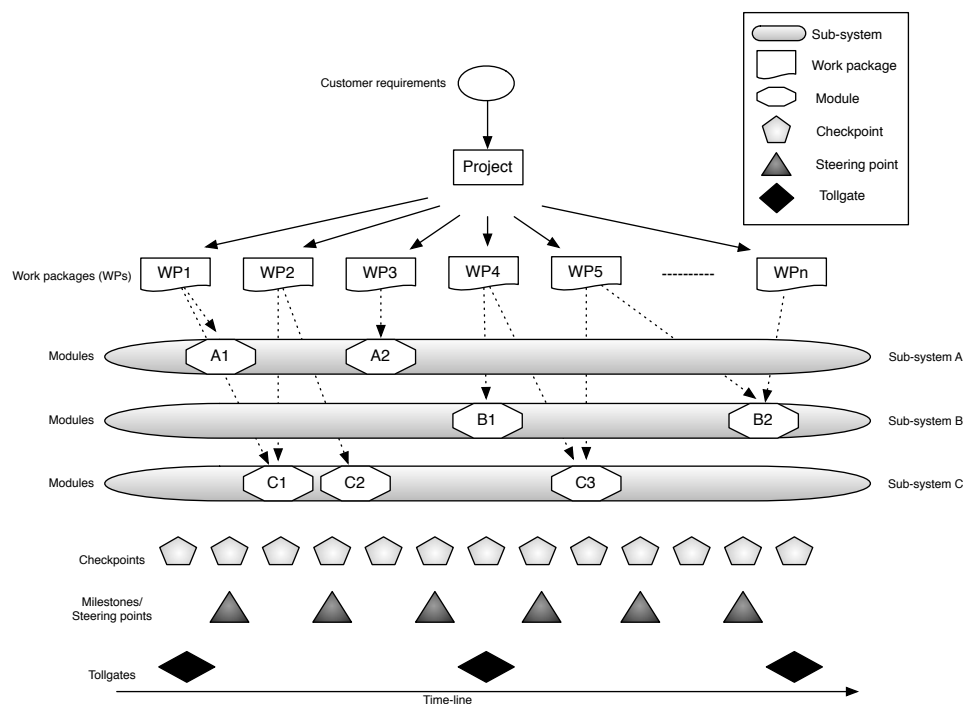 Sub-system
Work package
Module
Checkpoint
Steering point
Tollgate
Customer requirements
Project
Work packages (WPs)
WP1 WP2 WP3 WP4 WP5 WPn
Modules A1 A2 Sub-system A
Modules B1 B2 Sub-system B
Modules C1 C2 C3 Sub-system C
Checkpoints
Milestones/
Steering points
Tollgates
Time-line